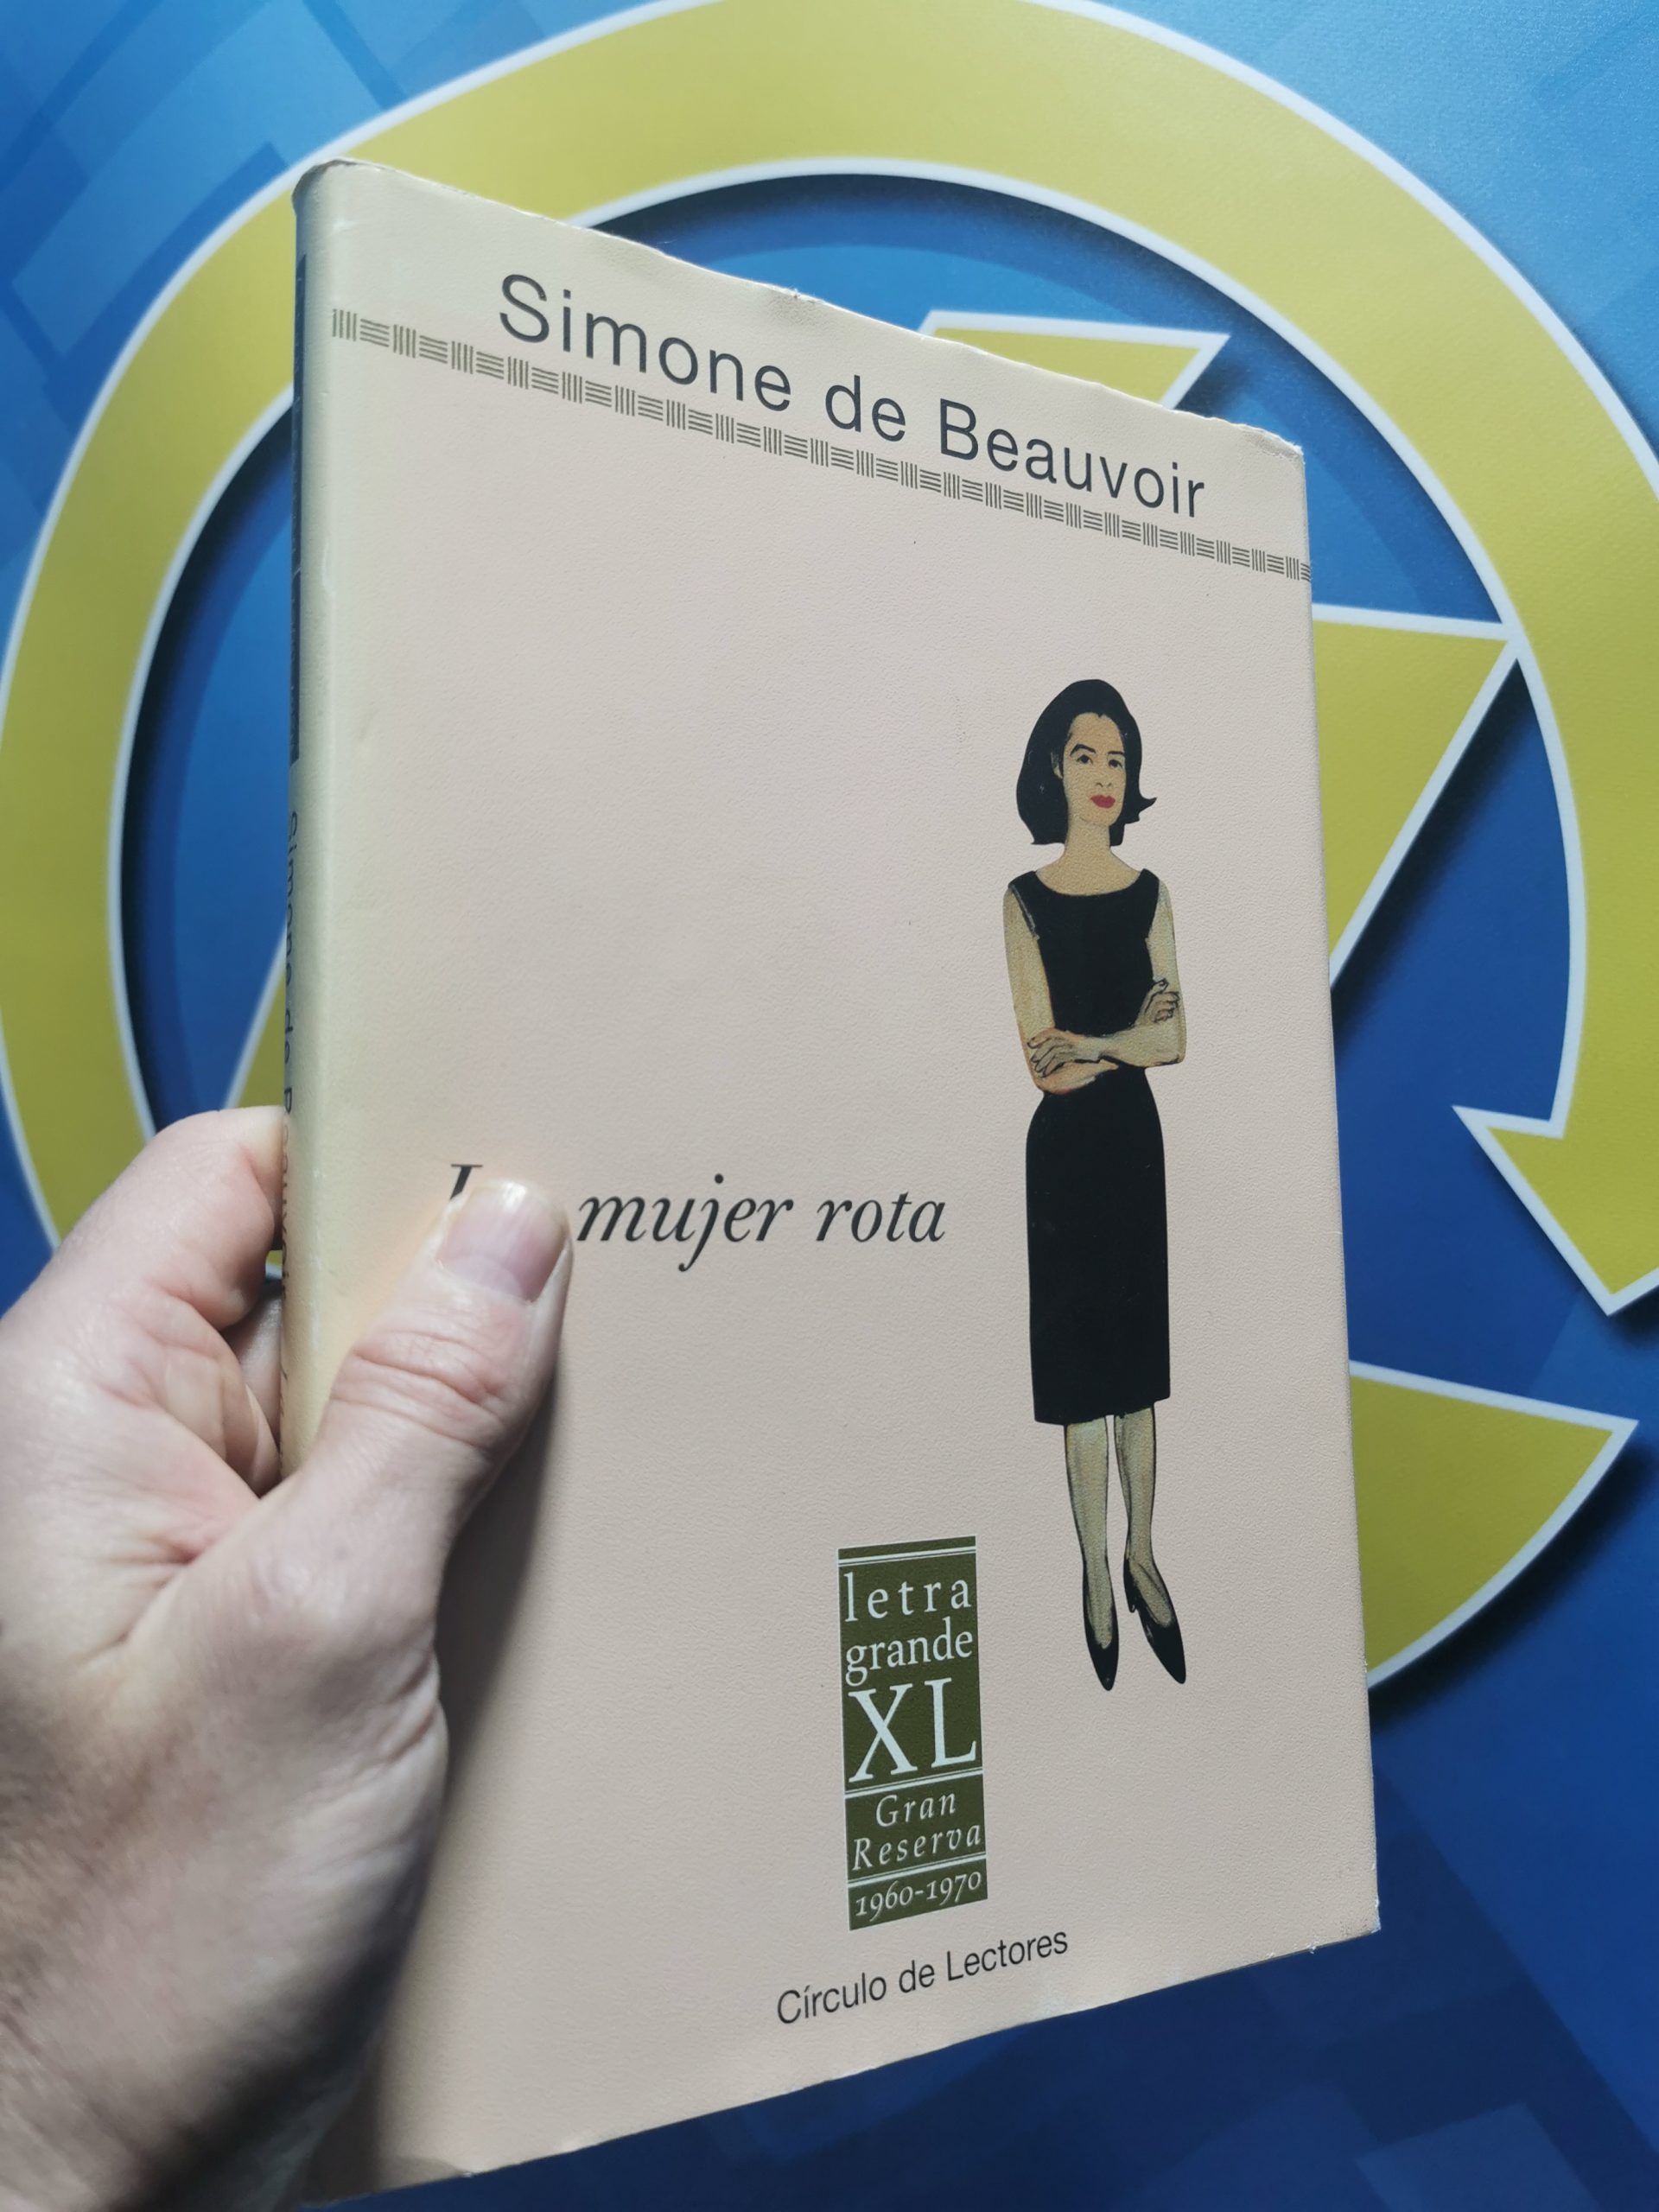 Simone de Beauvoir
mujer rota
letra
grande
XL
Gran
Reserva
1960-1970
Círculo de Lectores